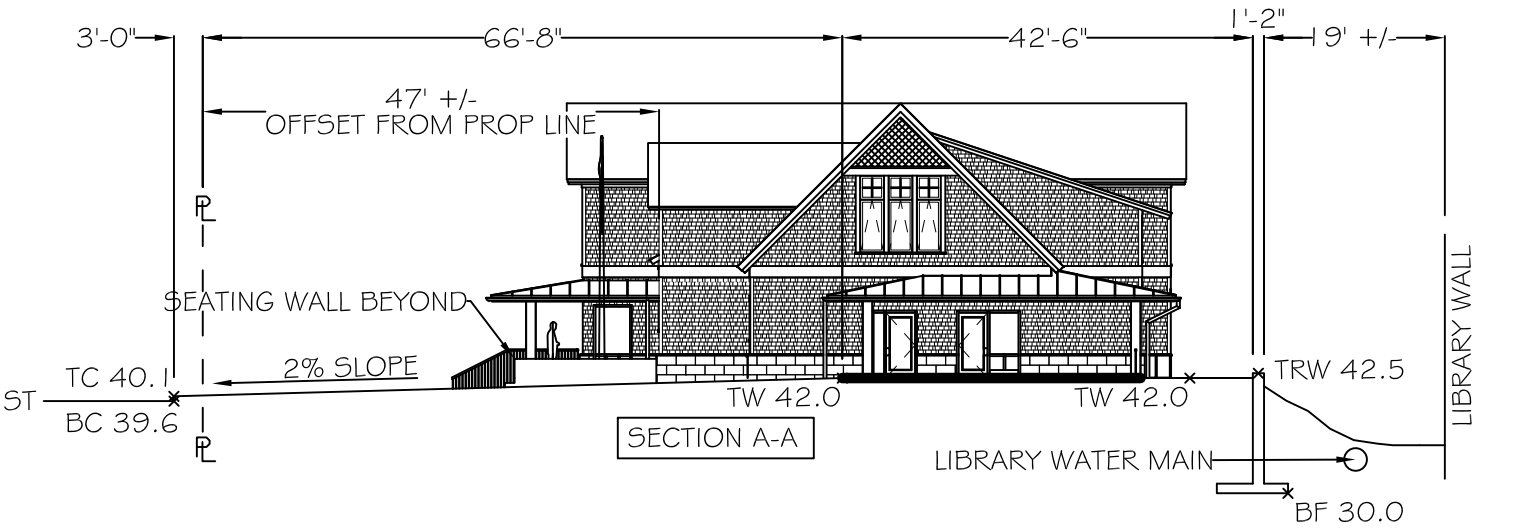 1'-2"
3'-0"
66'-8"
42'-6"
19' +/-
47' +/-
OFFSET FROM PROP LINE
PL
SEATING WALL BEYOND
LIBRARY WALL
2% SLOPE
TC 40.1
TRW 42.5
ST
TW 42.0
TW 42.0
BC 39.6
PL
SECTION A-A
LIBRARY WATER MAIN
BF 30.0